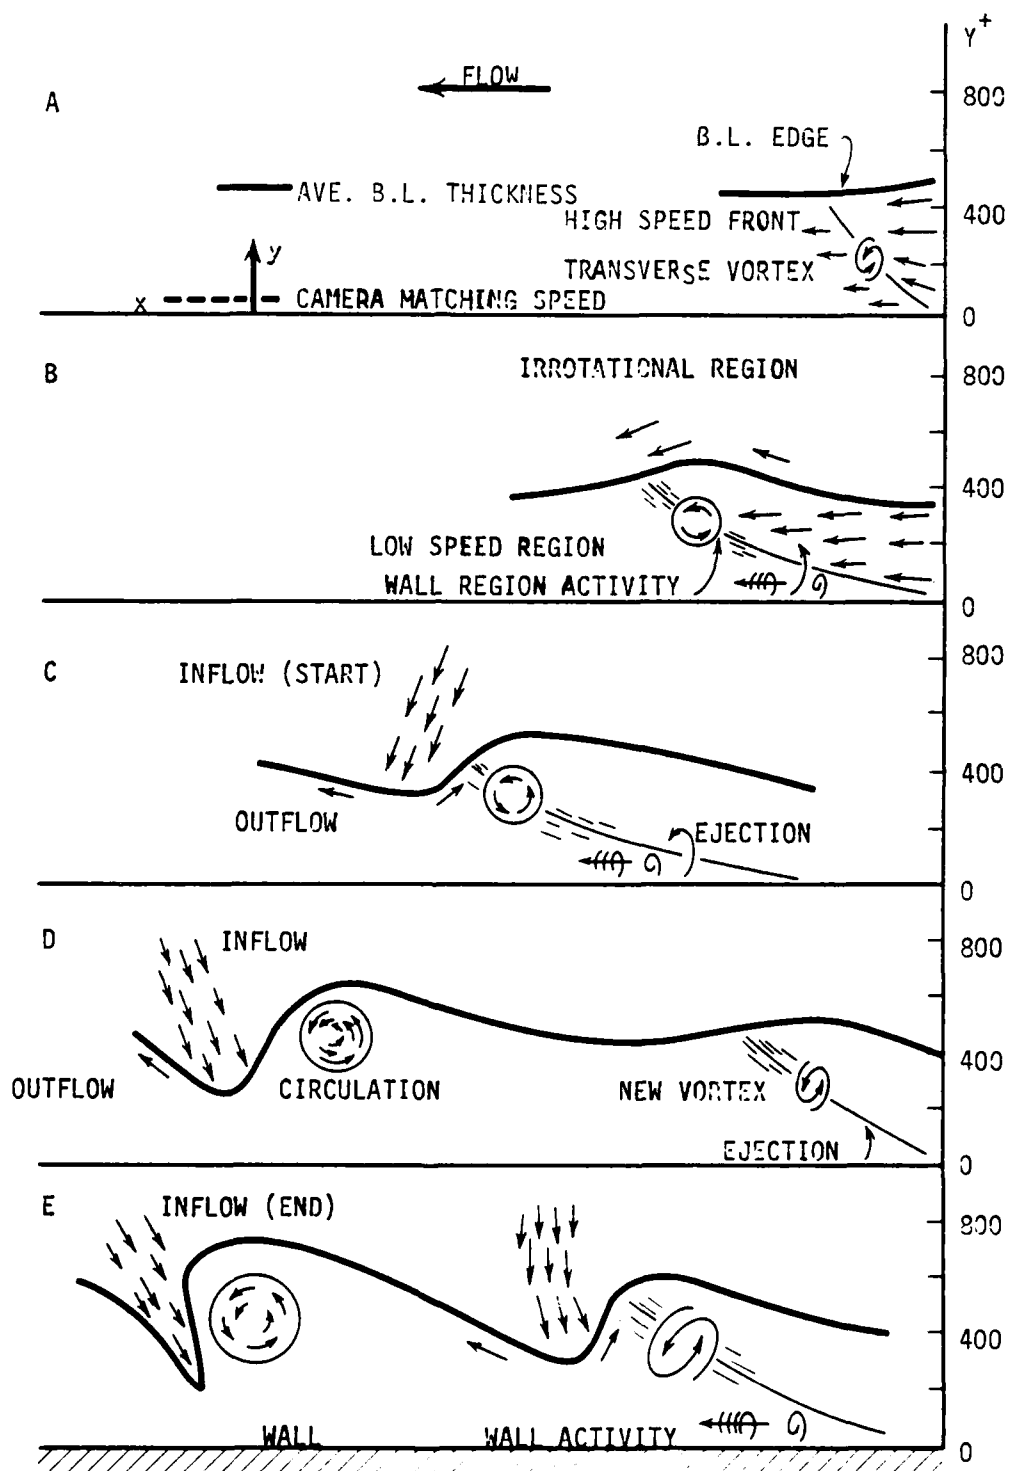 Y+
A
FLOW
800
B.L. EDGE
AVE. B.L. THICKNESS
HIGH SPEED FRONT
400
y
TRANSVERSE VORTEX
X
CAMERA MATCHING SPEED
0
B
IRROTATIONAL REGION
800
400
LOW SPEED REGION
WALL REGION ACTIVITY
0
C
INFLOW (START)
800
400
OUTFLOW
EJECTION
0
D
INFLOW
800
400
OUTFLOW
CIRCULATION
NEW VORTEX
EJECTION
0
E
INFLOW (END)
800
400
WALL
WALL ACTIVITY
0